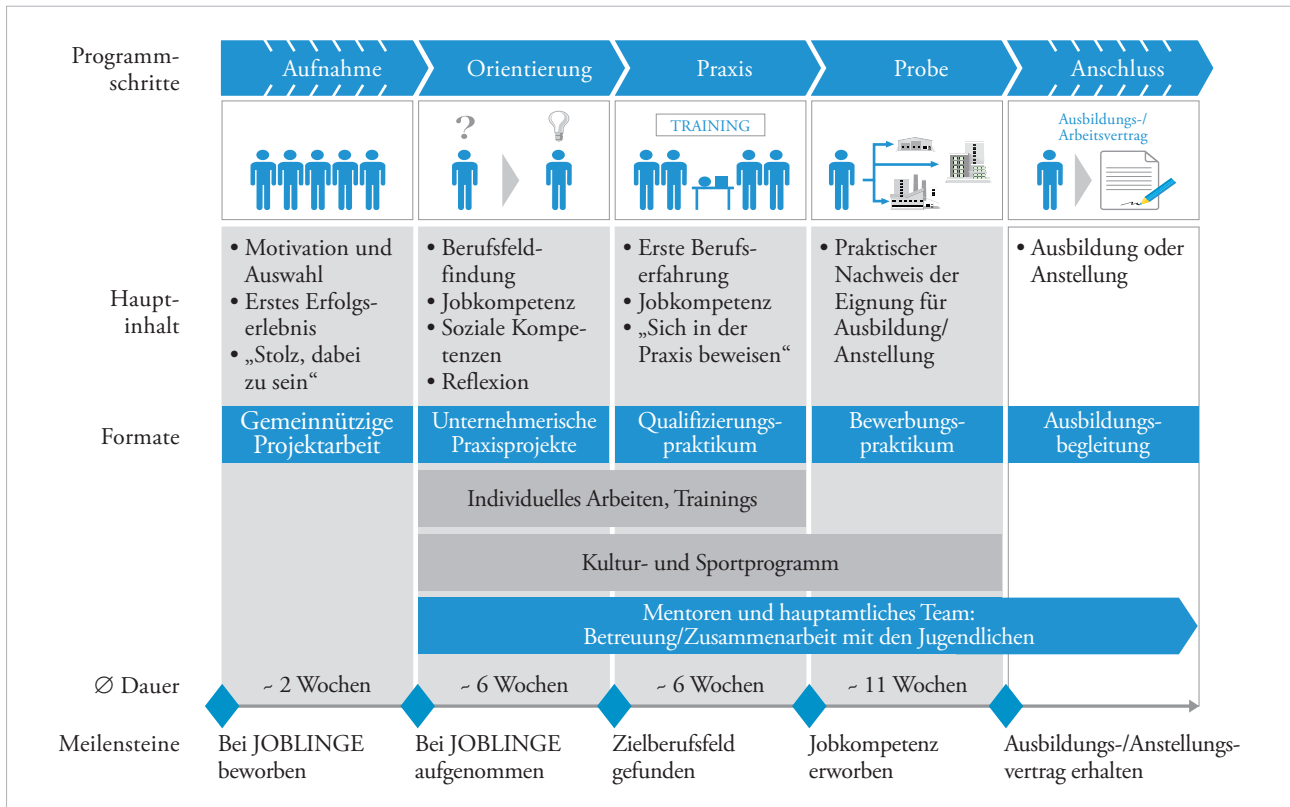 Programm-
schritte
Aufnahme
Orientierung
Praxis
Probe
Anschluss
?
TRAINING
Ausbildungs-/
Arbeitsvertrag
Haupt-
inhalt
• Motivation und
Auswahl
• Erstes Erfolgs-
erlebnis
• „Stolz, dabei
zu sein“
• Berufsfeld-
findung
• Jobkompetenz
• Soziale Kompe-
tenzen
• Reflexion
• Erste Berufs-
erfahrung
• Jobkompetenz
• „Sich in der
Praxis beweisen“
• Praktischer
Nachweis der
Eignung für
Ausbildung/
Anstellung
• Ausbildung oder
Anstellung
Formate
Gemeinnützige
Projektarbeit
Unternehmerische
Praxisprojekte
Qualifizierungs-
praktikum
Bewerbungs-
praktikum
Ausbildungs-
begleitung
Individuelles Arbeiten, Trainings
Kultur- und Sportprogramm
Mentoren und hauptamtliches Team:
Betreuung/Zusammenarbeit mit den Jugendlichen
∅ Dauer
~ 2 Wochen
~ 6 Wochen
~ 6 Wochen
~ 11 Wochen
Meilensteine
Bei JOBLINGE
beworben
Bei JOBLINGE
aufgenommen
Zielberufsfeld
gefunden
Jobkompetenz
erworben
Ausbildungs-/Anstellungs-
vertrag erhalten